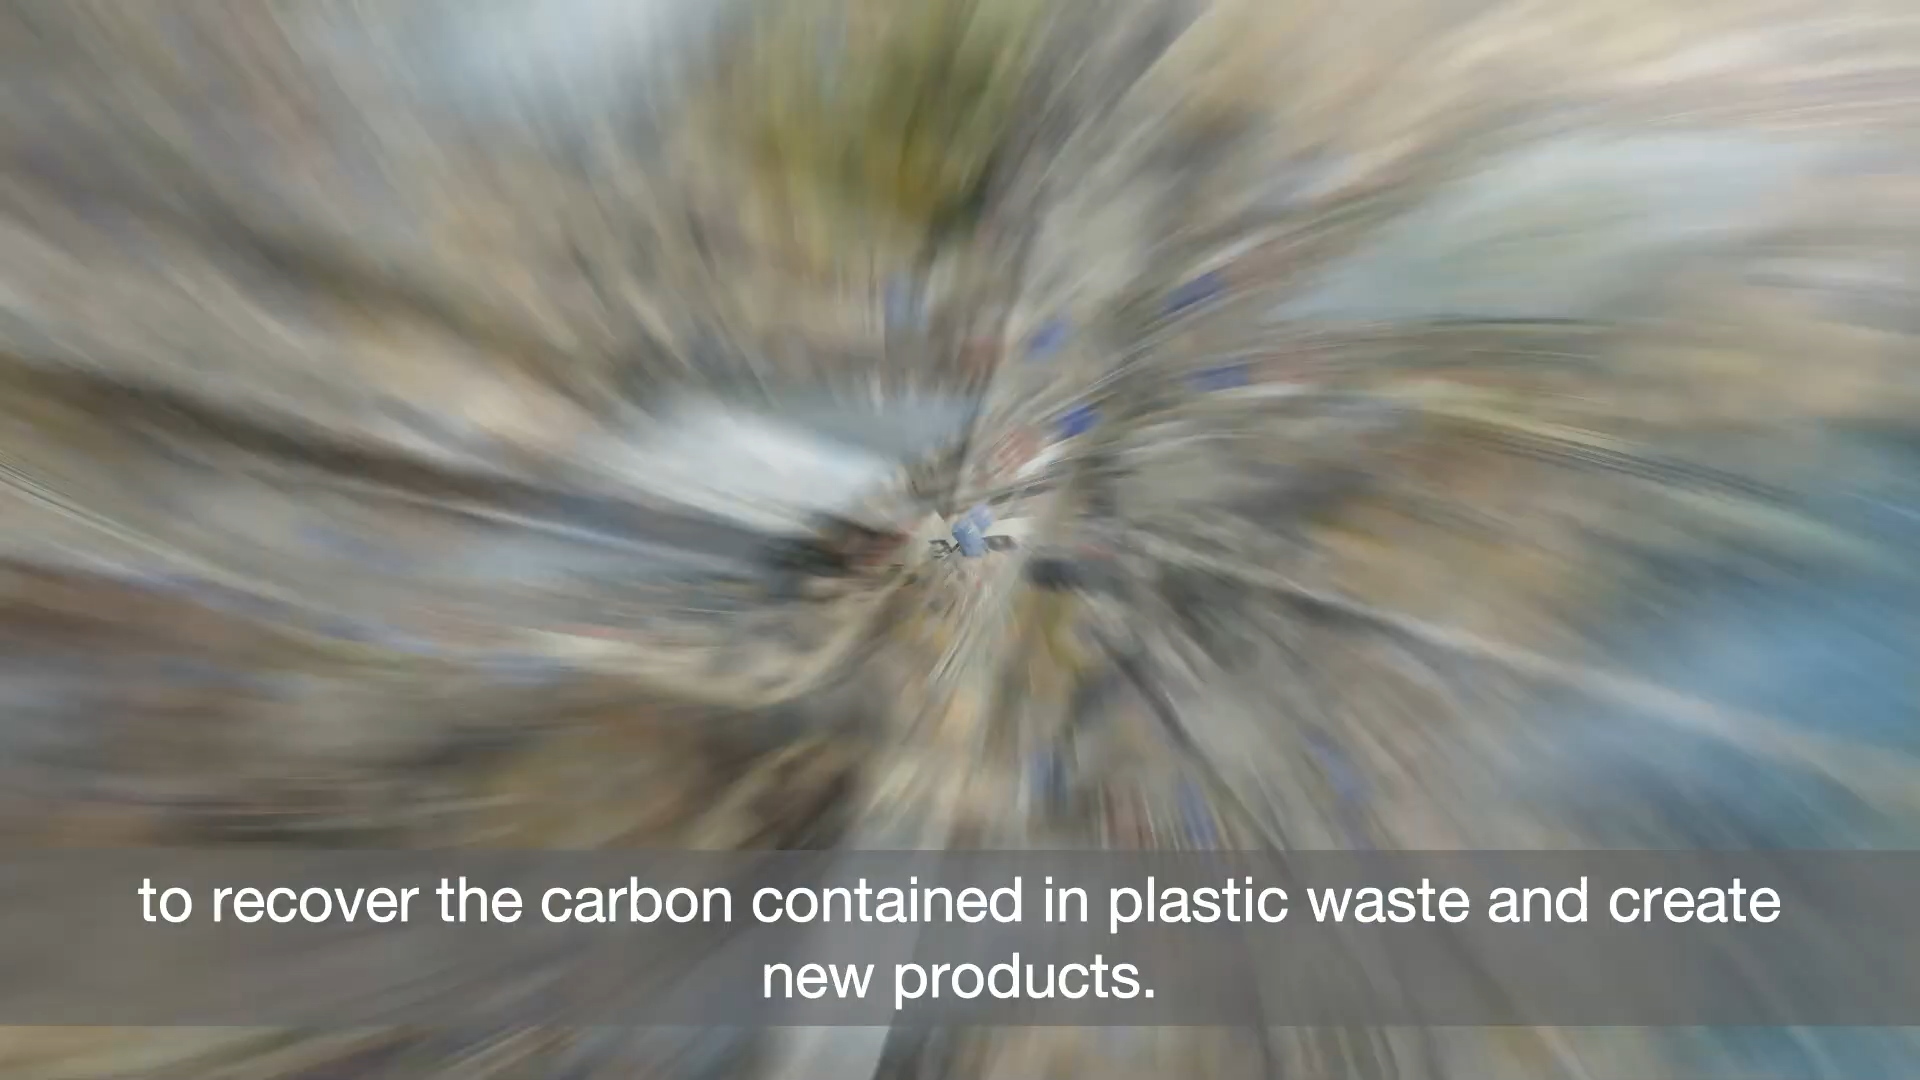 to recover the carbon contained in plastic waste and create
new products.